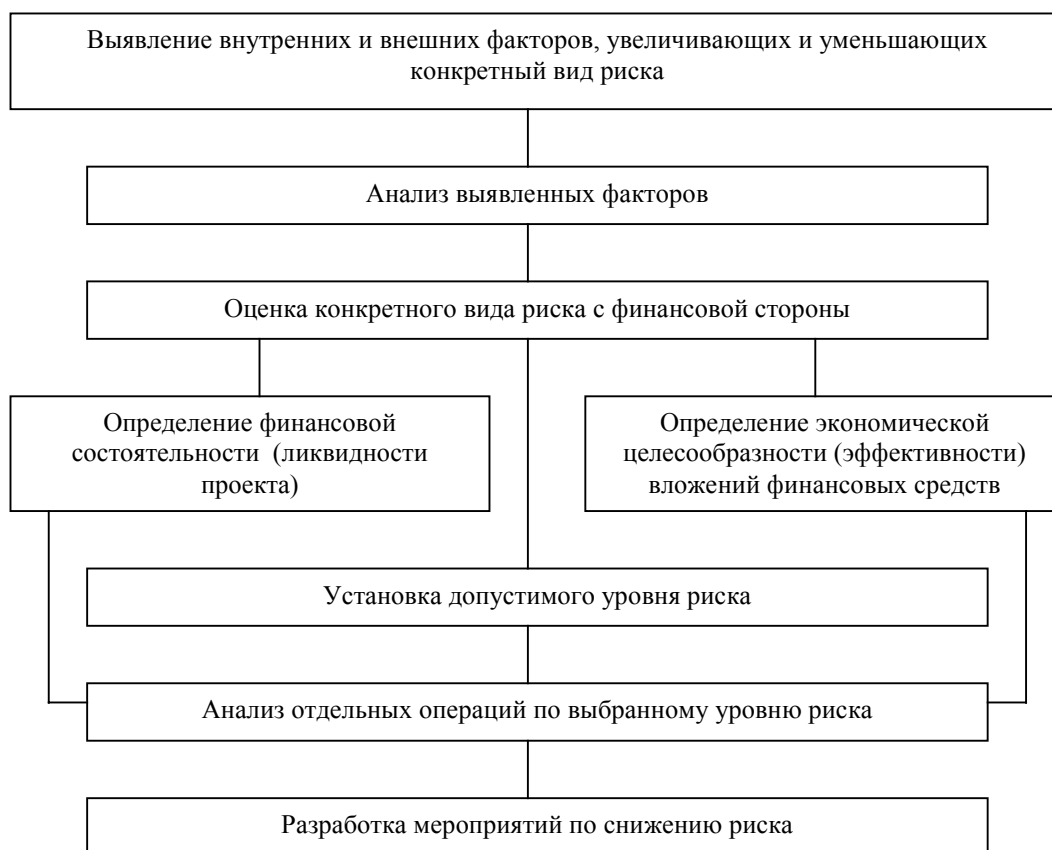 Выявление внутренних и внешних факторов, увеличивающих и уменьшающих
конкретный вид риска
Анализ выявленных факторов
Оценка конкретного вида риска с финансовой стороны
Определение финансовой
состоятельности (ликвидности
проекта)
Определение экономической
целесообразности (эффективности)
вложений финансовых средств
Установка допустимого уровня риска
Анализ отдельных операций по выбранному уровню риска
Разработка мероприятий по снижению риска